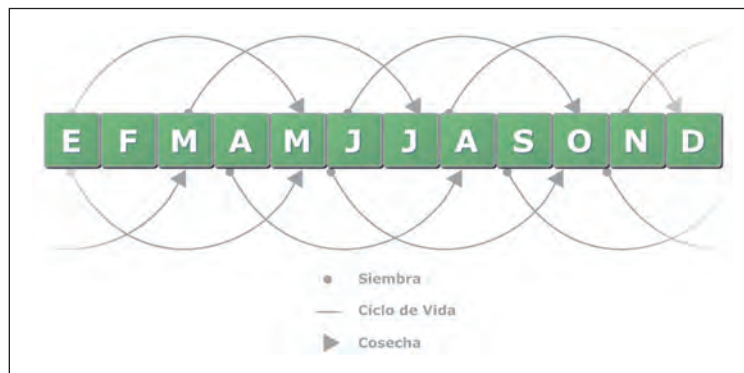 E F M A M J J A S O N D
Siembra
Ciclo de Vida
Cosecha